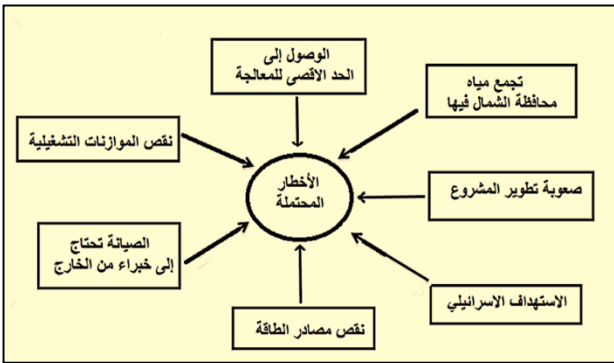 الوصول إلى
الحد الاقصى للمعالجة
تجمع مياه
محافظة الشمال فيها
نقص الموازنات التشغيلية
الأخطار
المحتملة
صعوبة تطوير المشروع
الصيانة تحتاج
إلى خبراء من الخارج
الاستهداف الاسرائيلي
نقص مصادر الطاقة